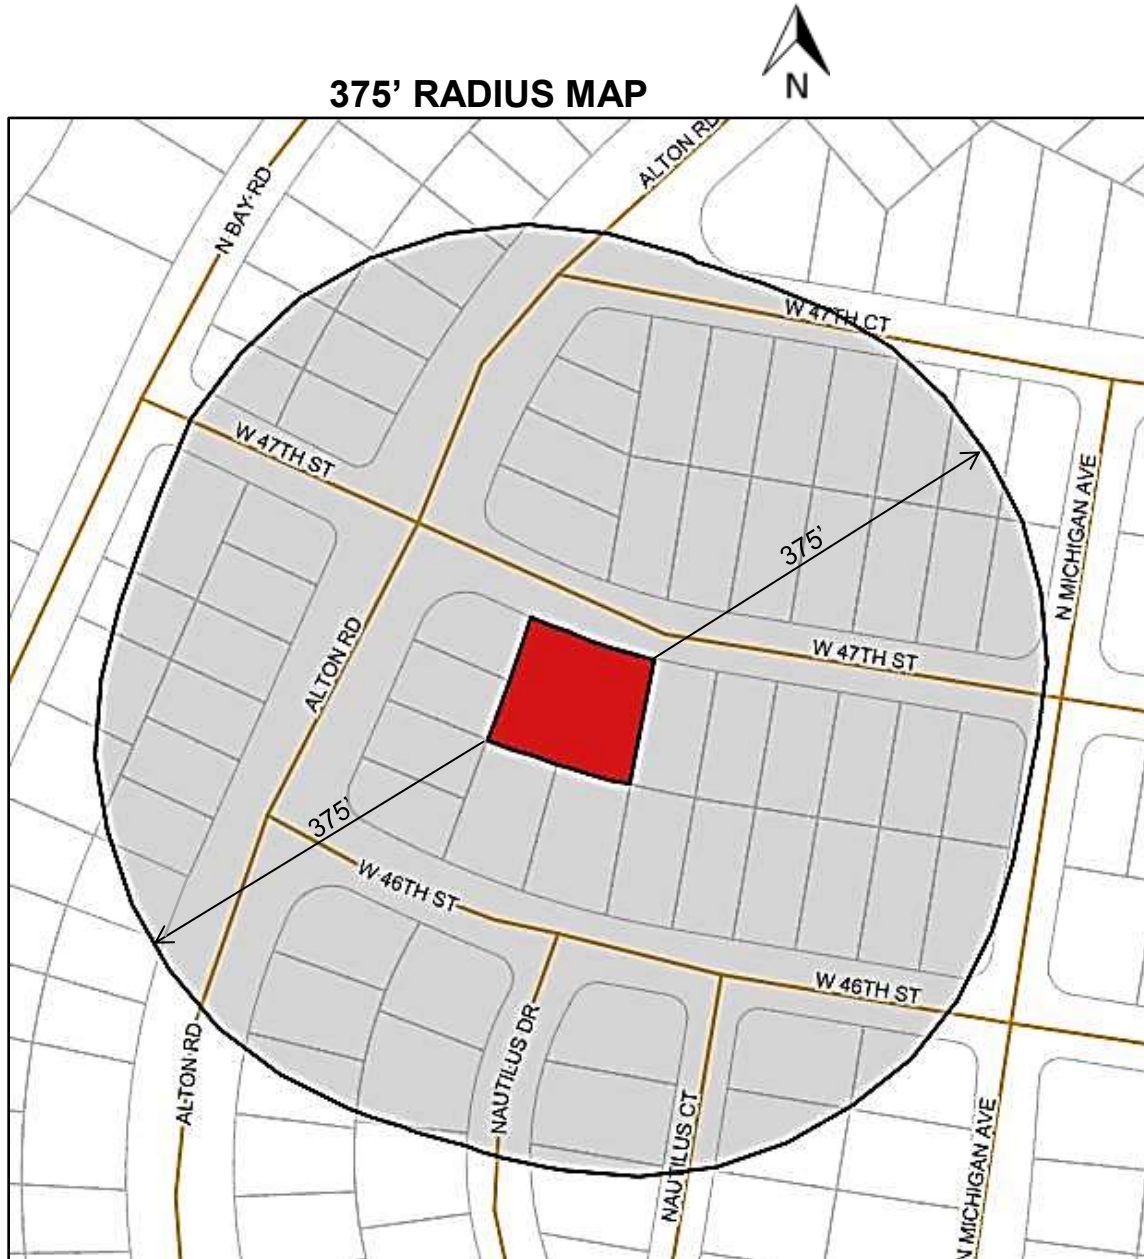 N
375’ RADIUS MAP
ALTON RD
N BAY RD
W 47TH CT
W 47TH ST
N MICHIGAN AVE
375’
ALTON RD
W 47TH ST
375’
W 46TH ST
W 46TH ST
NAUTILUS DR
ALTON RD
NAUTILUS CT
N MICHIGAN AVE